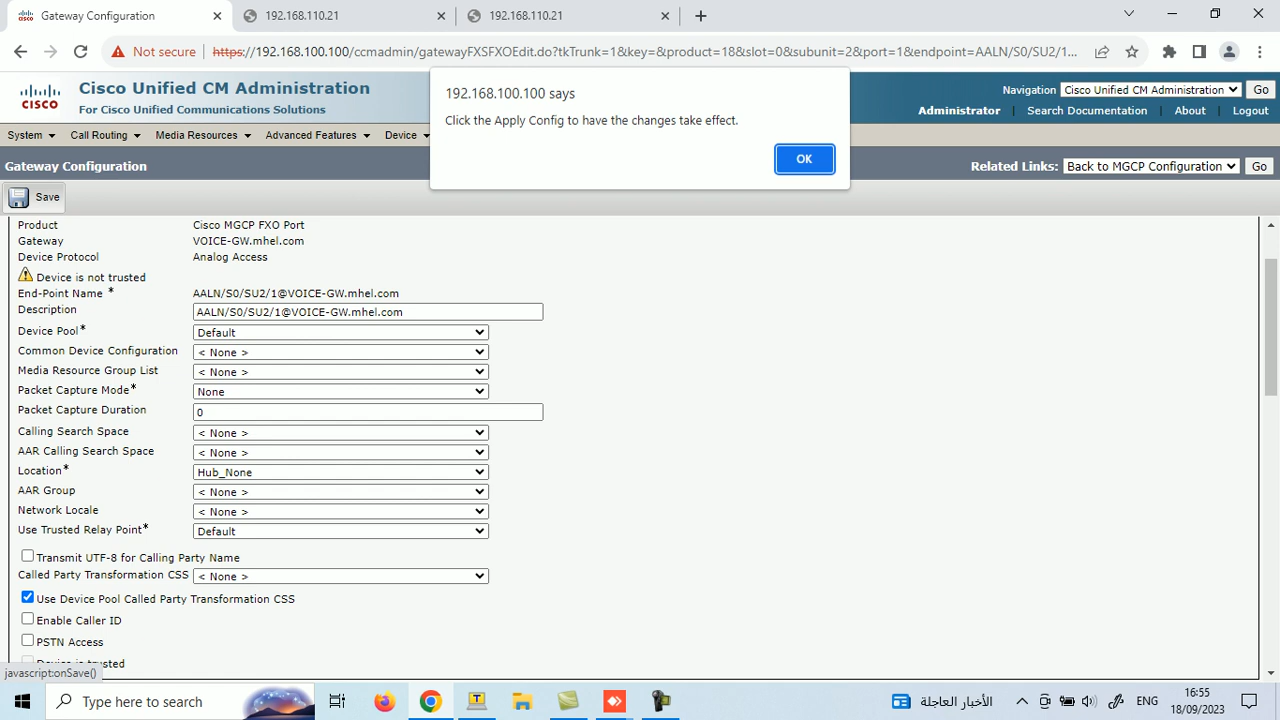 Gateway Configuration
192.168.110.21
192.168.110.21
Not secure
https://192.168.100.100/ccmadmin/gatewayFXSFXOEdit.do?tkTrunk=1&key=&product=18&slot=0&subunit=2&port=1&endpoint=AALN/S0/SU2/1...
192.168.100.100 says
Click the Apply Config to have the changes take effect.
OK
CISCO
Cisco Unified CM Administration
For Cisco Unified Communications Solutions
Navigation Cisco Unified CM Administration Go
Administrator Search Documentation About Logout
System Call Routing Media Resources Advanced Features Device
Gateway Configuration
Related Links: Back to MGCP Configuration Go
Save
Product Cisco MGCP FXO Port
Gateway VOICE-GW.mhel.com
Device Protocol Analog Access
Device is not trusted
End-Point Name * AALN/S0/SU2/1@VOICE-GW.mhel.com
Description AALN/S0/SU2/1@VOICE-GW.mhel.com
Device Pool* Default
Common Device Configuration < None >
Media Resource Group List < None >
Packet Capture Mode* None
Packet Capture Duration 0
Calling Search Space < None >
AAR Calling Search Space < None >
Location* Hub_None
AAR Group < None >
Network Locale < None >
Use Trusted Relay Point* Default
Transmit UTF-8 for Calling Party Name
Called Party Transformation CSS < None >
Use Device Pool Called Party Transformation CSS
Enable Caller ID
PSTN Access
Device is trusted
javascript:onSave()
Type here to search
الأخبار العاجلة
ENG
16:55
18/09/2023